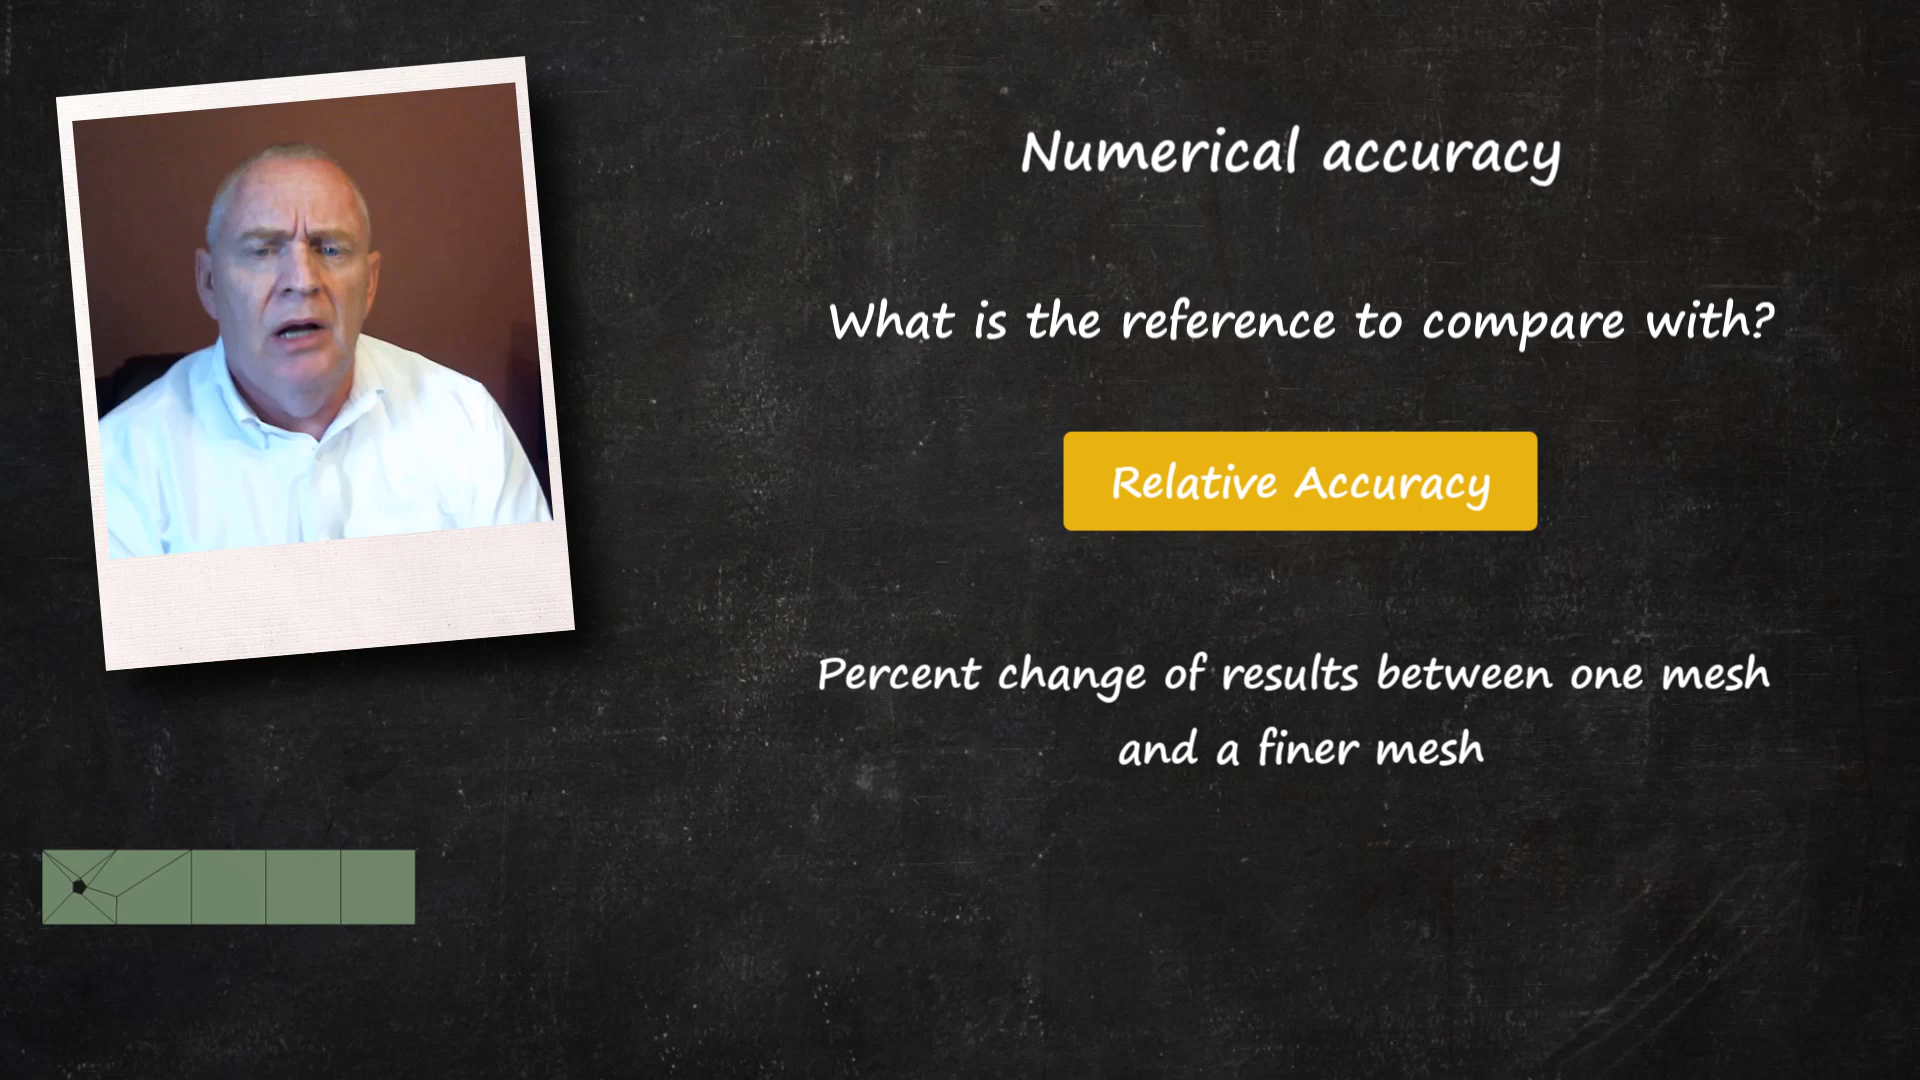 Numerical accuracy
What is the reference to compare with?
Relative Accuracy
Percent change of results between one mesh
and a finer mesh